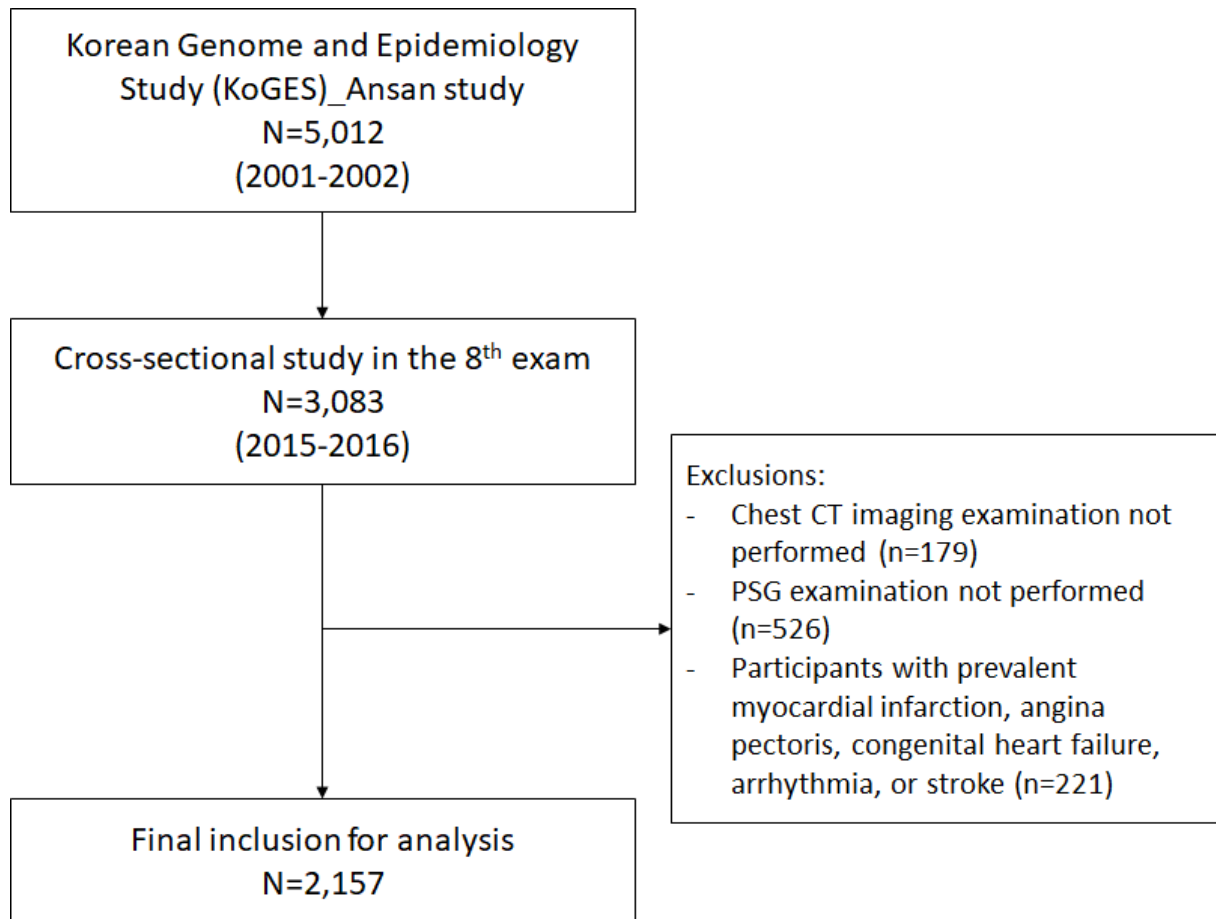 Korean Genome and Epidemiology
Study (KoGES)_Ansan study
N=5,012
(2001-2002)
Cross-sectional study in the 8th exam
N=3,083
(2015-2016)
Exclusions:
- Chest CT imaging examination not
performed (n=179)
- PSG examination not performed
(n=526)
- Participants with prevalent
myocardial infarction, angina
pectoris, congenital heart failure,
arrhythmia, or stroke (n=221)
Final inclusion for analysis
N=2,157